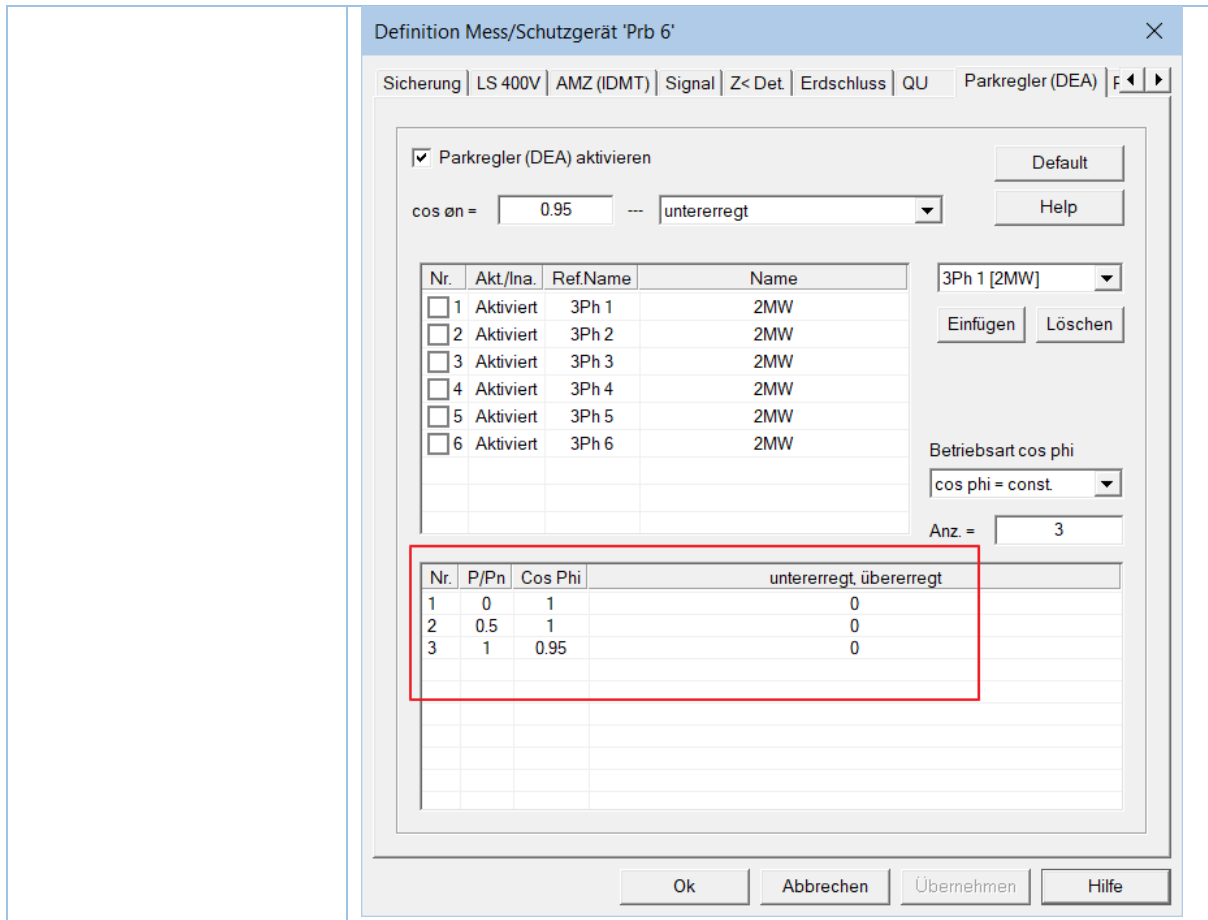 Definition Mess/Schutzgerät 'Prb 6'
Sicherung LS 400V AMZ (IDMT) Signal Z< Det. Erdschluss QU Parkregler (DEA)
Parkregler (DEA) aktivieren
Default
cos øn = 0.95 --- untererregt
Help
Nr. Akt./Ina. Ref.Name Name
3Ph 1 [2MW]
1 Aktiviert 3Ph 1 2MW
Einfügen Löschen
2 Aktiviert 3Ph 2 2MW
3 Aktiviert 3Ph 3 2MW
4 Aktiviert 3Ph 4 2MW
5 Aktiviert 3Ph 5 2MW
6 Aktiviert 3Ph 6 2MW
Betriebsart cos phi
cos phi = const.
Anz. = 3
Nr. P/Pn Cos Phi untererregt, übererregt
1 0 1 0
2 0.5 1 0
3 1 0.95 0
Ok Abbrechen Übernehmen Hilfe